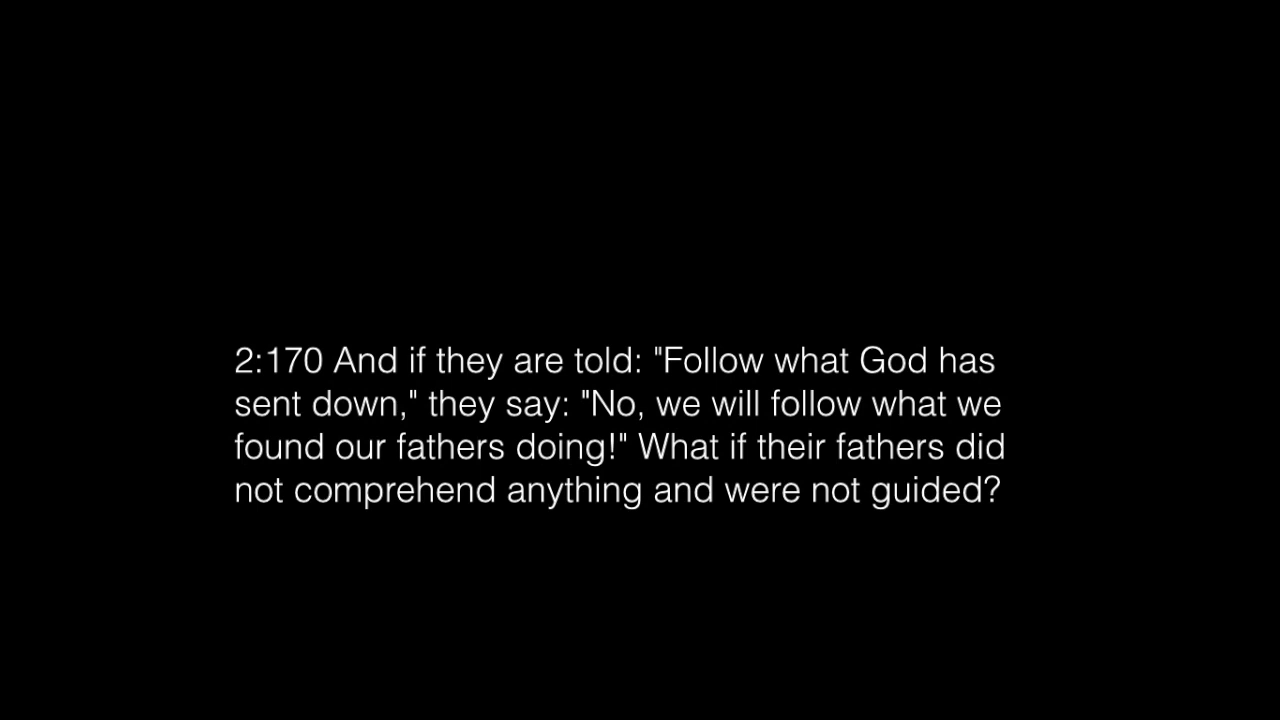 2:170 And if they are told: "Follow what God has
sent down," they say: "No, we will follow what we
found our fathers doing!" What if their fathers did
not comprehend anything and were not guided?